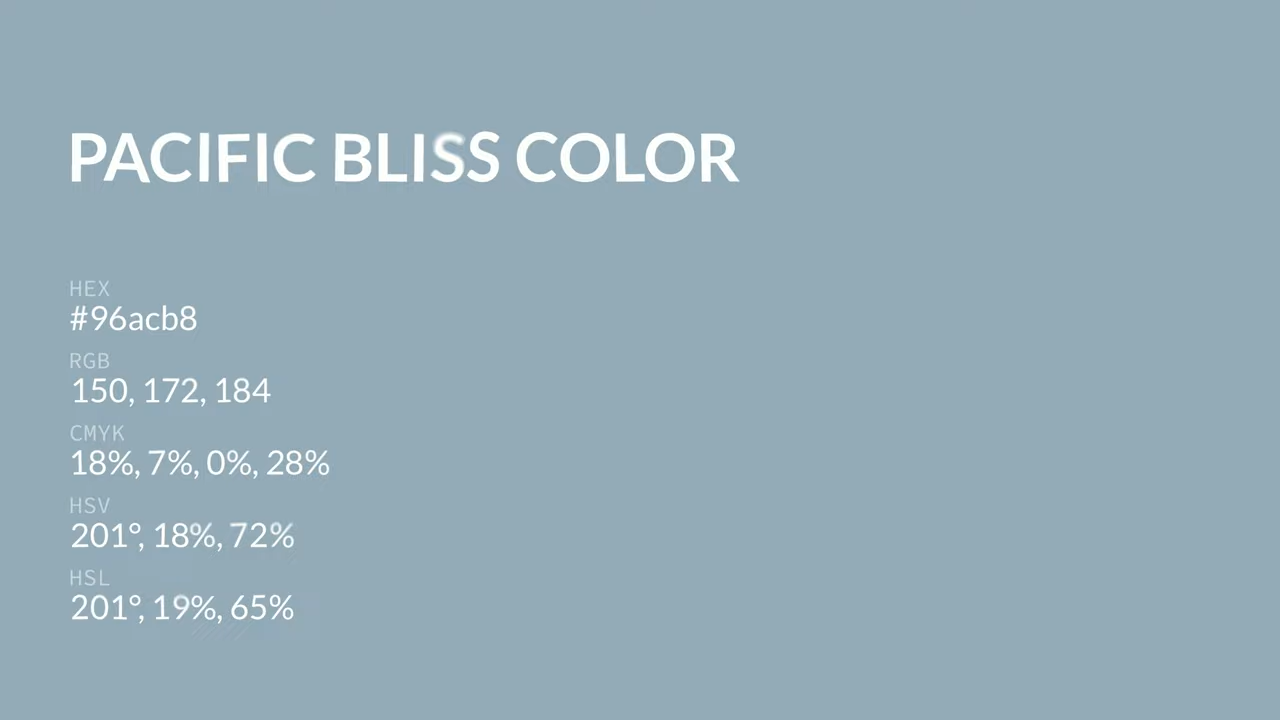 PACIFIC BLISS COLOR
HEX
#96acb8
RGB
150, 172, 184
CMYK
18%, 7%, 0%, 28%
HSV
201°, 18%, 72%
HSL
201°, 19%, 65%